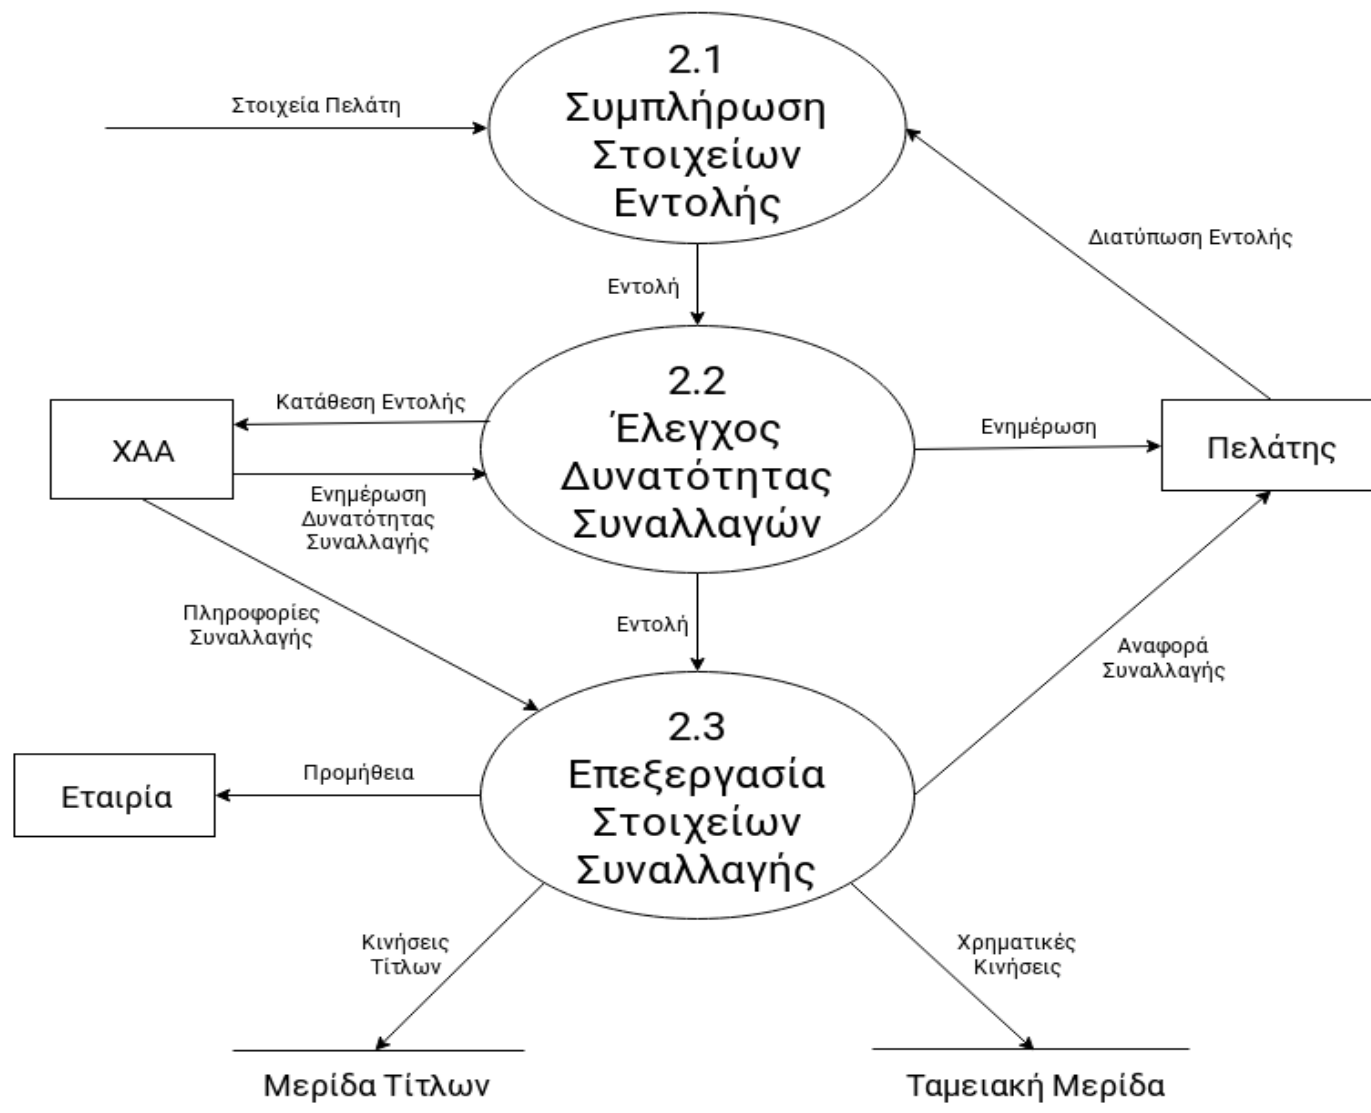 2.1
Συμπλήρωση
Στοιχείων
Εντολής
Στοιχεία Πελάτη
Διατύπωση Εντολής
Εντολή
2.2
Έλεγχος
Δυνατότητας
Συναλλαγών
Κατάθεση Εντολής
ΧΑΑ
Ενημέρωση
Δυνατότητας
Συναλλαγής
Ενημέρωση
Πελάτης
Πληροφορίες
Συναλλαγής
Εντολή
Αναφορά
Συναλλαγής
2.3
Επεξεργασία
Στοιχείων
Συναλλαγής
Προμήθεια
Εταιρία
Κινήσεις
Τίτλων
Χρηματικές
Κινήσεις
Μερίδα Τίτλων
Ταμειακή Μερίδα